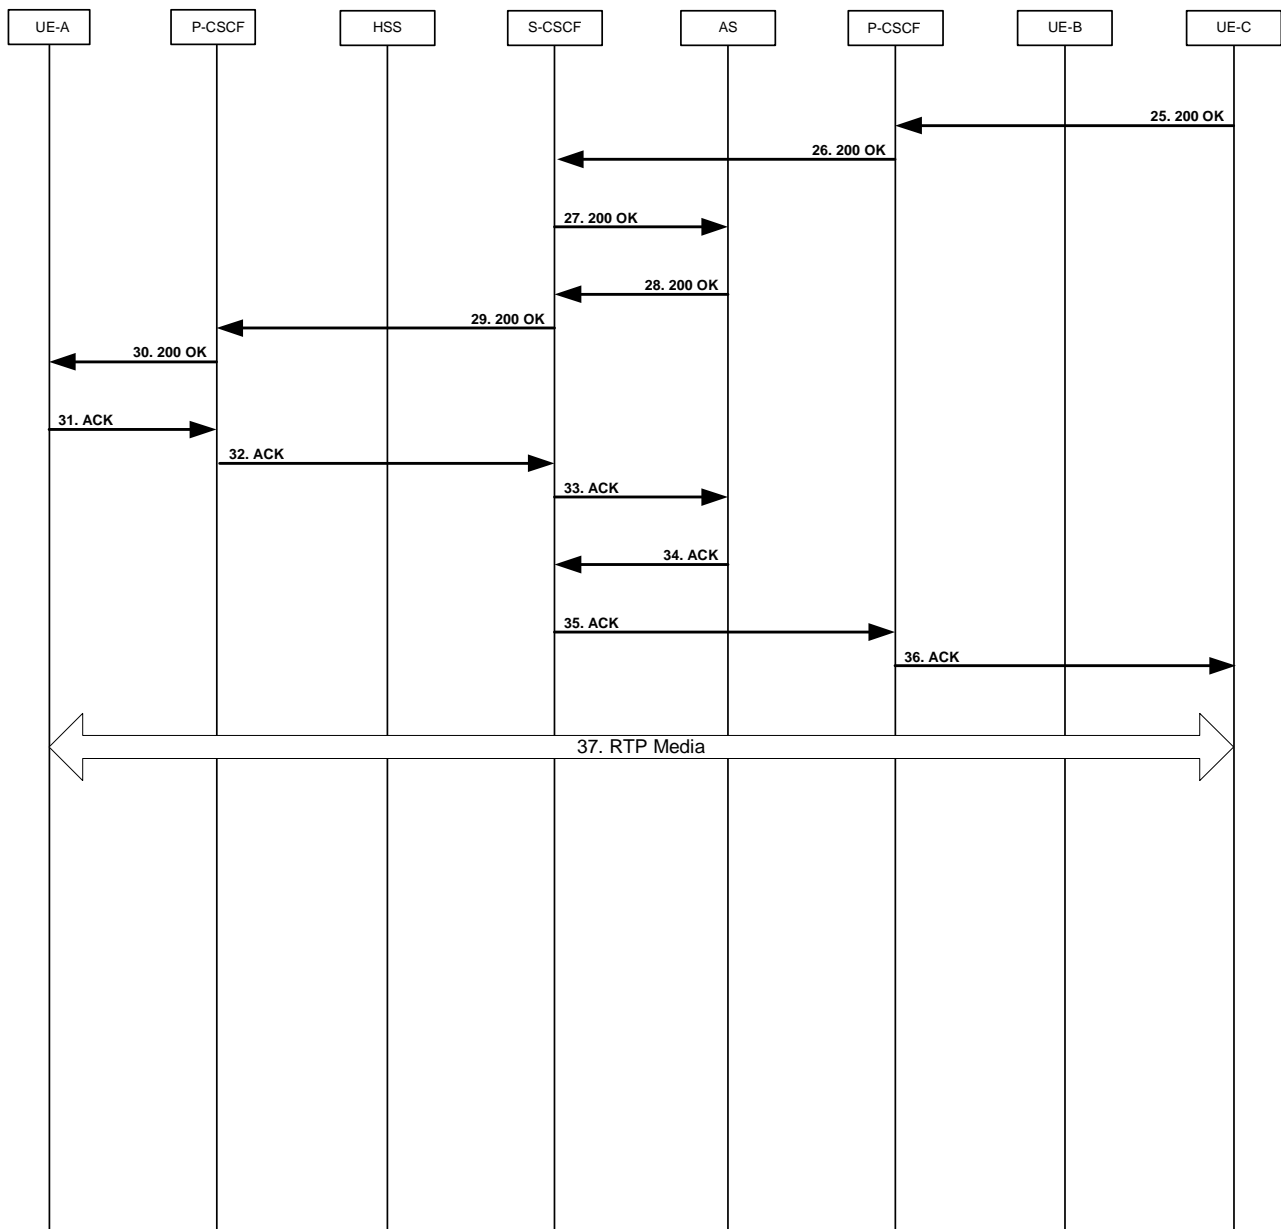 UE-A
P-CSCF
HSS
S-CSCF
AS
P-CSCF
UE-B
UE-C
25. 200 OK
26. 200 OK
27. 200 OK
28. 200 OK
29. 200 OK
30. 200 OK
31. ACK
32. ACK
33. ACK
34. ACK
35. ACK
36. ACK
37. RTP Media